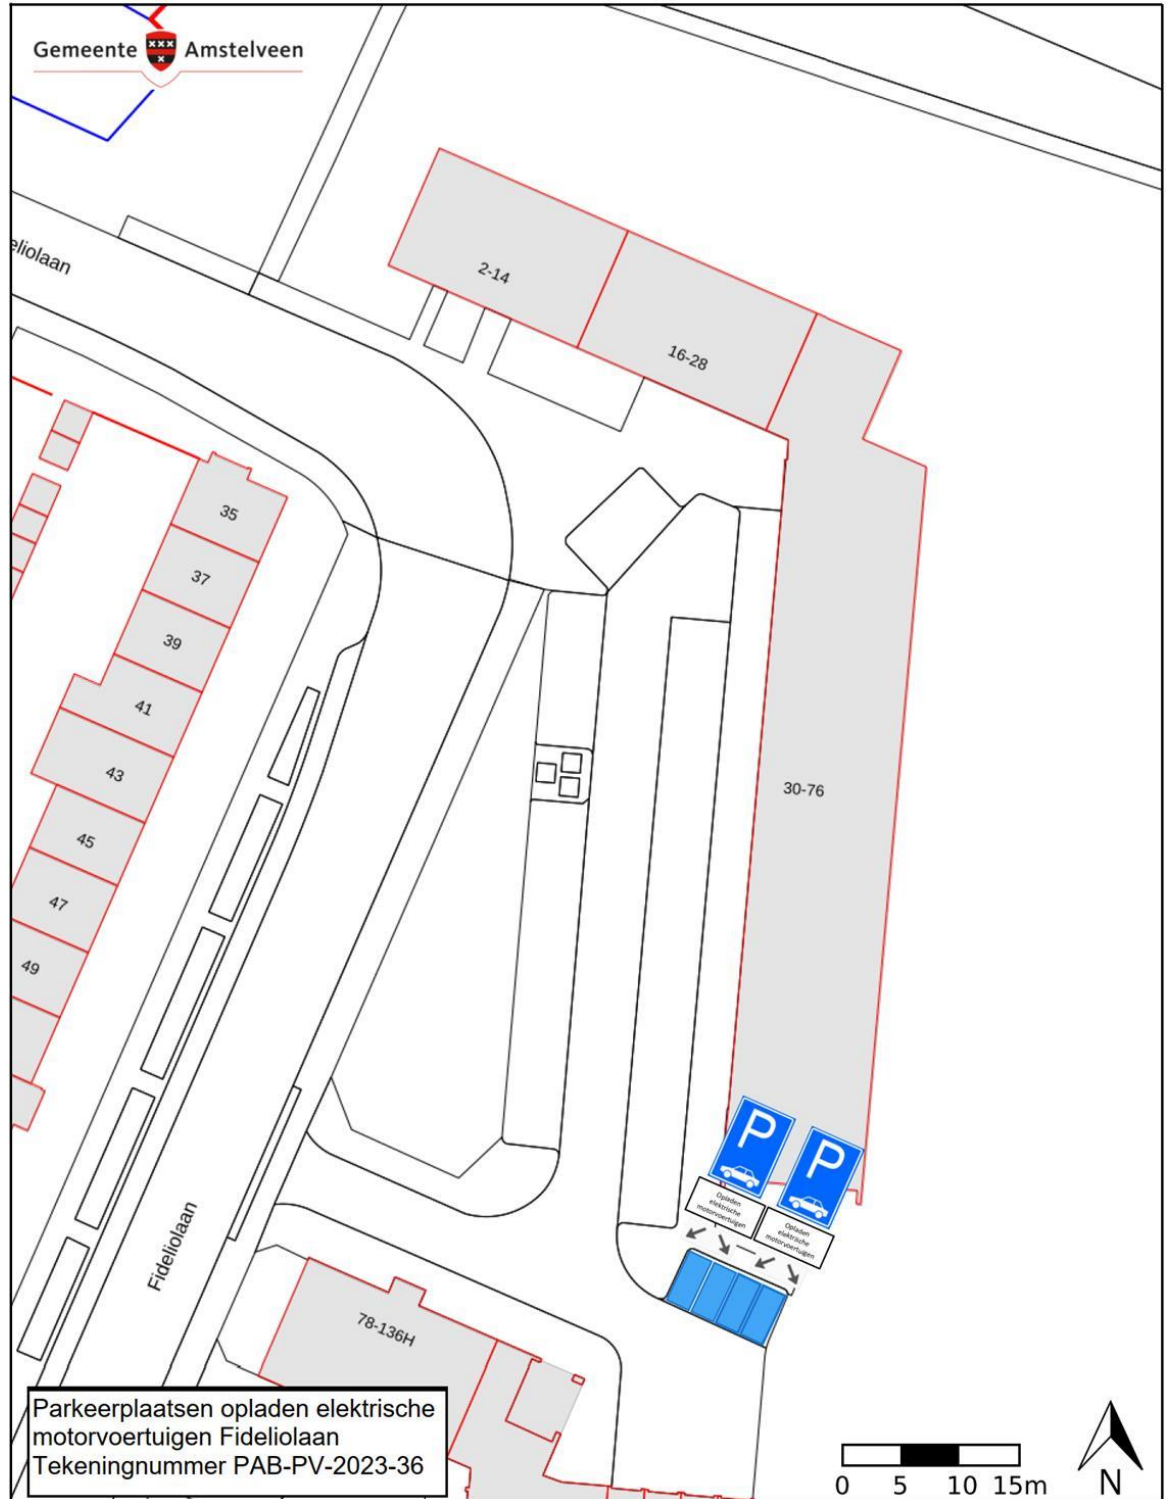 Gemeente Amstelveen
eliolaan
2-14
16-28
35
37
39
41
43
45
47
49
30-76
P
P
Opladen
elektrische
motorvoertuigen
Opladen
elektrische
motorvoertuigen
Fideliolaan
78-136H
Parkeerplaatsen opladen elektrische
motorvoertuigen Fideliolaan
Tekeningnummer PAB-PV-2023-36
0 5 10 15m
N